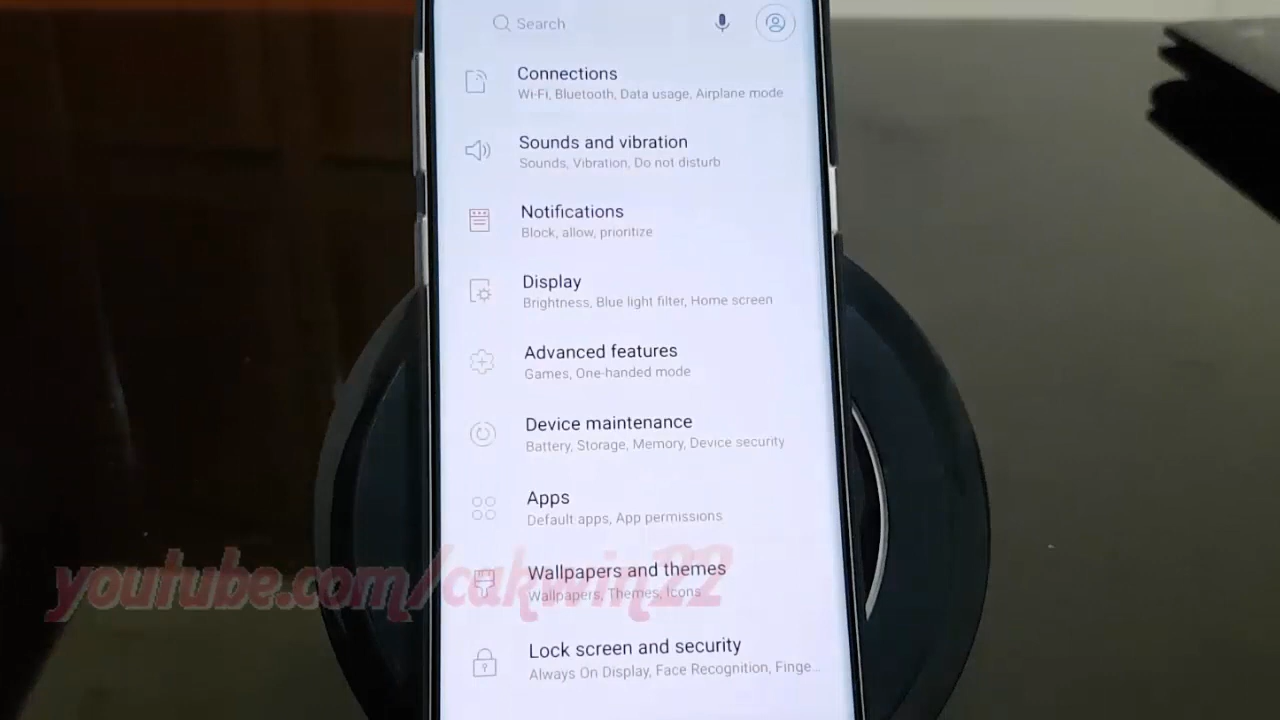 Search
Connections
Wi-Fi, Bluetooth, Data usage, Airplane mode
Sounds and vibration
Sounds, Vibration, Do not disturb
Notifications
Block, allow, prioritize
Display
Brightness, Blue light filter, Home screen
Advanced features
Games, One-handed mode
Device maintenance
Battery, Storage, Memory, Device security
Apps
Default apps, App permissions
Wallpapers and themes
youtube.com/cakwin22
Wallpapers, Themes, Icons
Lock screen and security
Always On Display, Face Recognition, Finge...